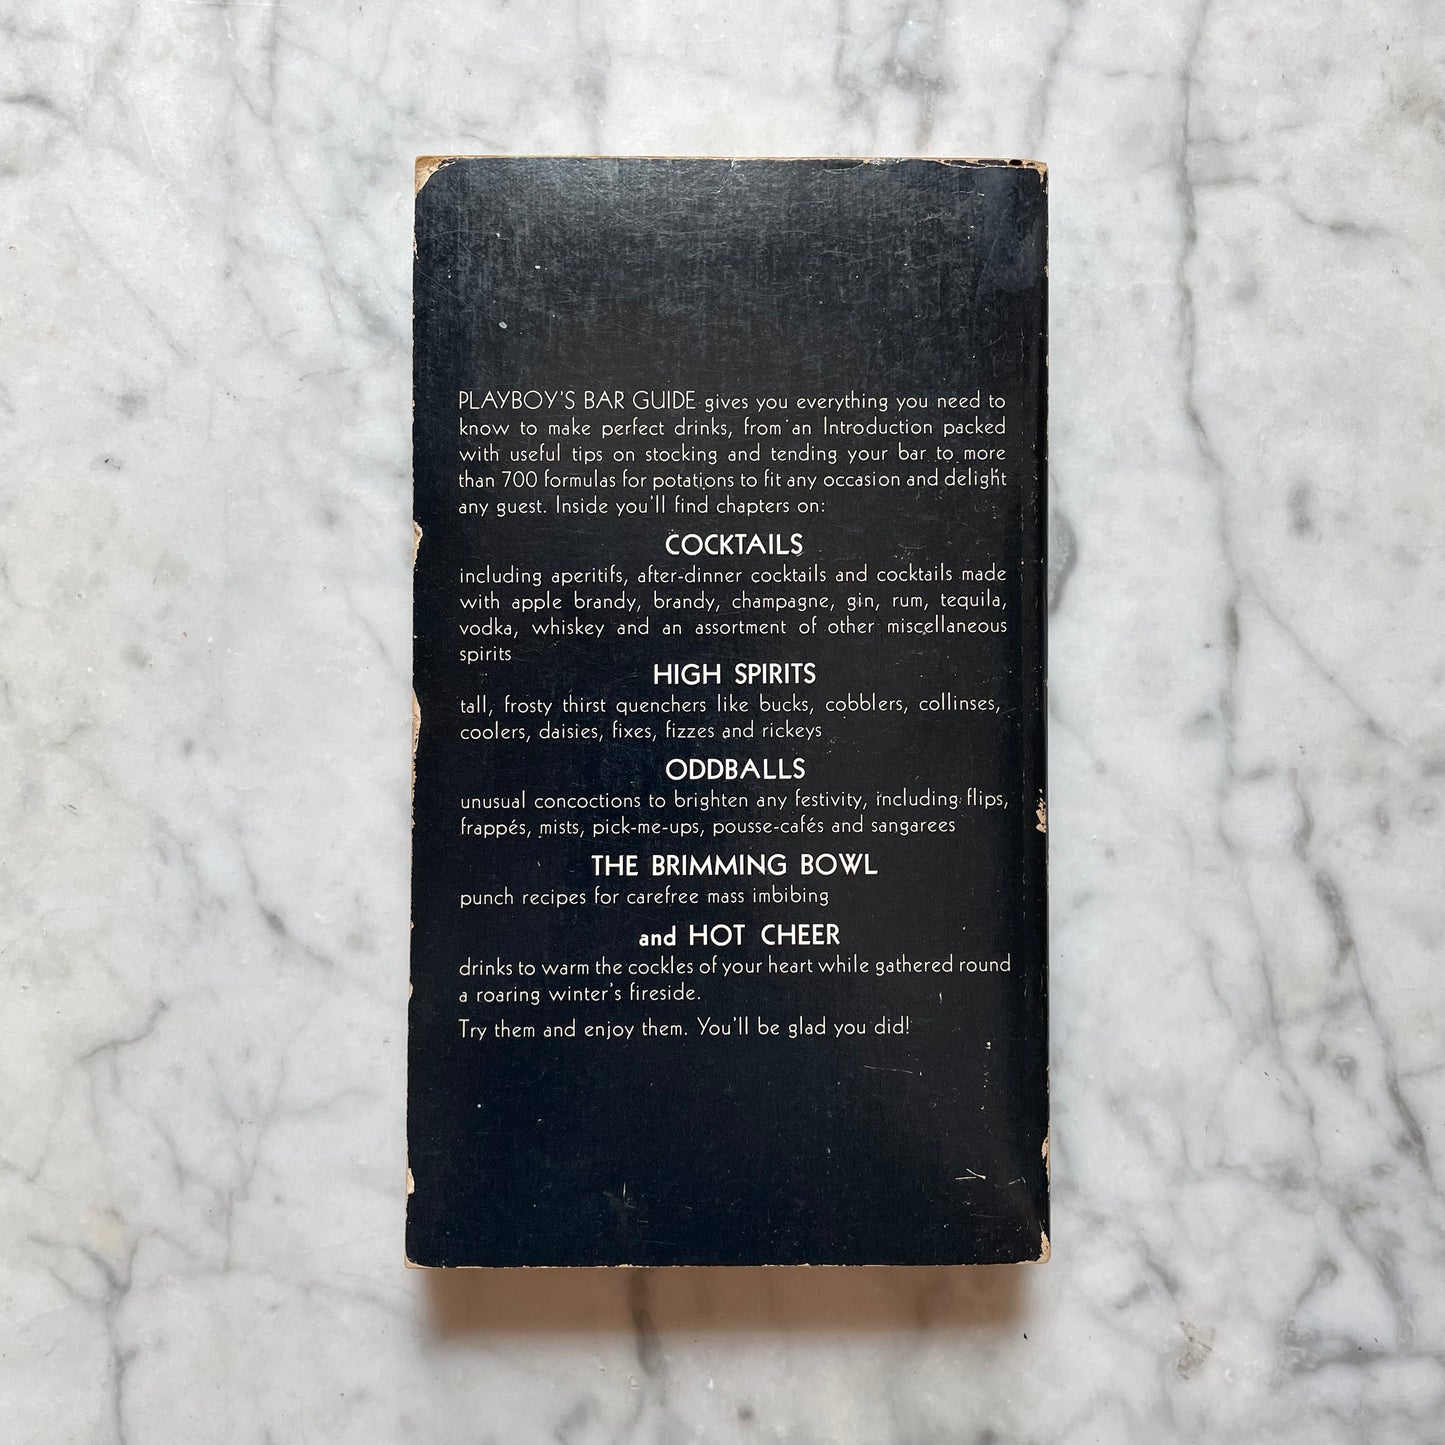 PLAYBOY'S BAR GUIDE gives you everything you need to
know to make perfect drinks, from an Introduction packed
with useful tips on stocking and tending your bar to more
than 700 formulas for potations to fit any occasion and delight
any guest. Inside you'll find chapters on:
COCKTAILS
including aperitifs, after-dinner cocktails and cocktails made
with apple brandy, brandy, champagne, gin, rum, tequila,
vodka, whiskey and an assortment of other miscellaneous
spirits
HIGH SPIRITS
tall, frosty thirst quenchers like bucks, cobblers, collinses,
coolers, daisies, fixes, fizzes and rickeys
ODDBALLS
unusual concoctions to brighten any festivity, including flips,
frappés, mists, pick-me-ups, pousse-cafés and sangarees
THE BRIMMING BOWL
punch recipes for carefree mass imbibing
and HOT CHEER
drinks to warm the cockles of your heart while gathered round
a roaring winter's fireside.
Try them and enjoy them. You'll be glad you did!